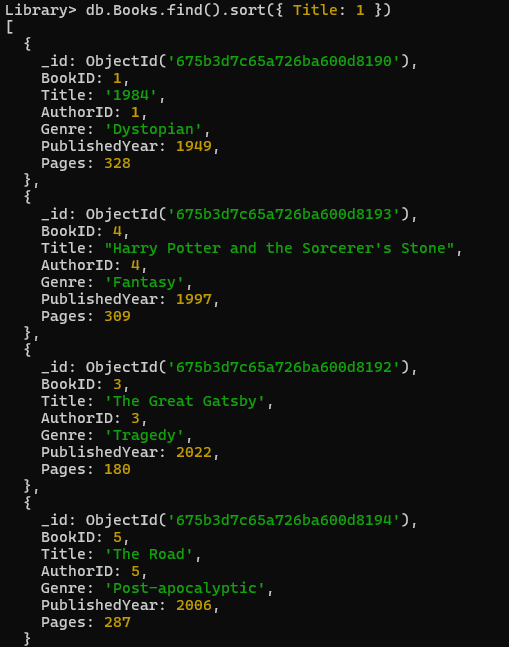 Library> db.Books.find().sort({ Title: 1 })
[
  {
    _id: ObjectId('675b3d7c65a726ba600d8190'),
    BookID: 1,
    Title: '1984',
    AuthorID: 1,
    Genre: 'Dystopian',
    PublishedYear: 1949,
    Pages: 328
  },
  {
    _id: ObjectId('675b3d7c65a726ba600d8193'),
    BookID: 4,
    Title: "Harry Potter and the Sorcerer's Stone",
    AuthorID: 4,
    Genre: 'Fantasy',
    PublishedYear: 1997,
    Pages: 309
  },
  {
    _id: ObjectId('675b3d7c65a726ba600d8192'),
    BookID: 3,
    Title: 'The Great Gatsby',
    AuthorID: 3,
    Genre: 'Tragedy',
    PublishedYear: 2022,
    Pages: 180
  },
  {
    _id: ObjectId('675b3d7c65a726ba600d8194'),
    BookID: 5,
    Title: 'The Road',
    AuthorID: 5,
    Genre: 'Post-apocalyptic',
    PublishedYear: 2006,
    Pages: 287
  }